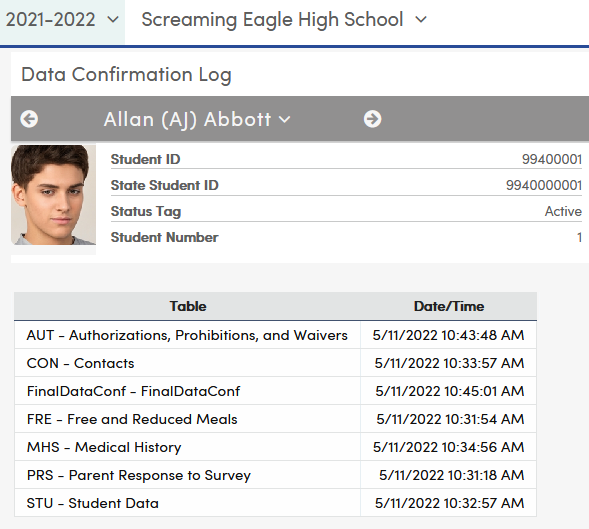 2021-2022 Screaming Eagle High School
Data Confirmation Log
Allan (AJ) Abbott
Student ID 99400001
State Student ID 9940000001
Status Tag Active
Student Number 1
Table Date/Time
AUT - Authorizations, Prohibitions, and Waivers 5/11/2022 10:43:48 AM
CON - Contacts 5/11/2022 10:33:57 AM
FinalDataConf - FinalDataConf 5/11/2022 10:45:01 AM
FRE - Free and Reduced Meals 5/11/2022 10:31:54 AM
MHS - Medical History 5/11/2022 10:34:56 AM
PRS - Parent Response to Survey 5/11/2022 10:31:18 AM
STU - Student Data 5/11/2022 10:32:57 AM